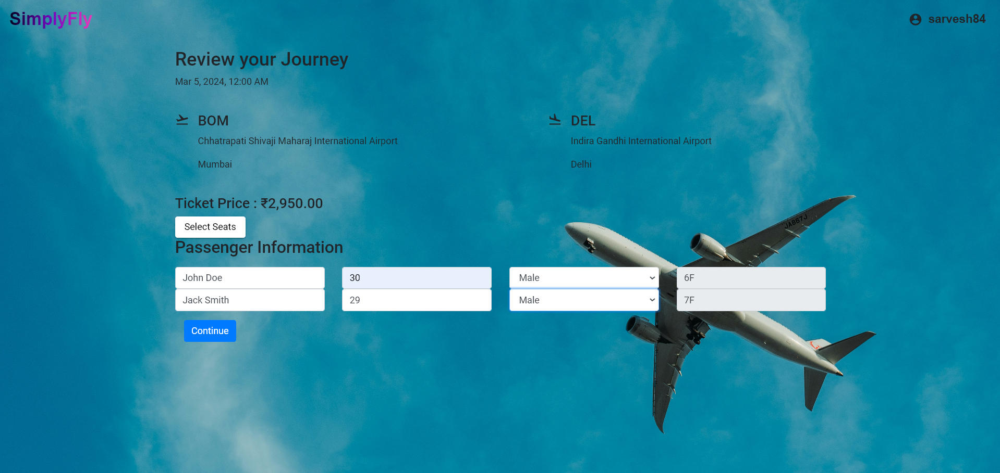 SimplyFly
sarvesh84
Review your Journey
Mar 5, 2024, 12:00 AM
BOM
DEL
Chhatrapati Shivaji Maharaj International Airport
Indira Gandhi International Airport
Mumbai
Delhi
Ticket Price : ₹2,950.00
Select Seats
Passenger Information
John Doe 30 Male 6F
Jack Smith 29 Male 7F
Continue
JA887J